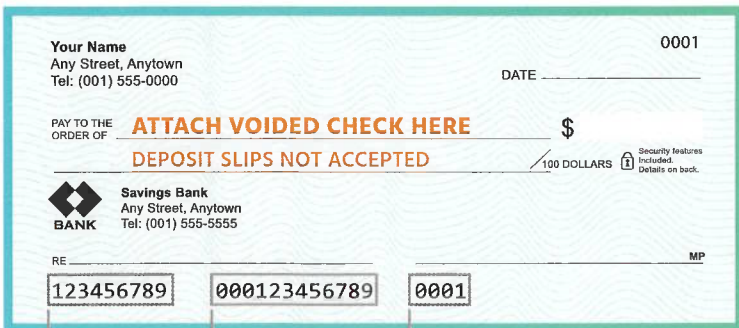 Your Name
0001
Any Street, Anytown
Tel: (001) 555-0000
DATE
PAY TO THE
ORDER OF
ATTACH VOIDED CHECK HERE
$
DEPOSIT SLIPS NOT ACCEPTED
/100 DOLLARS
Security features
Included.
Details on back.
Savings Bank
Any Street, Anytown
Tel: (001) 555-5555
BANK
RE
MP
123456789
000123456789
0001